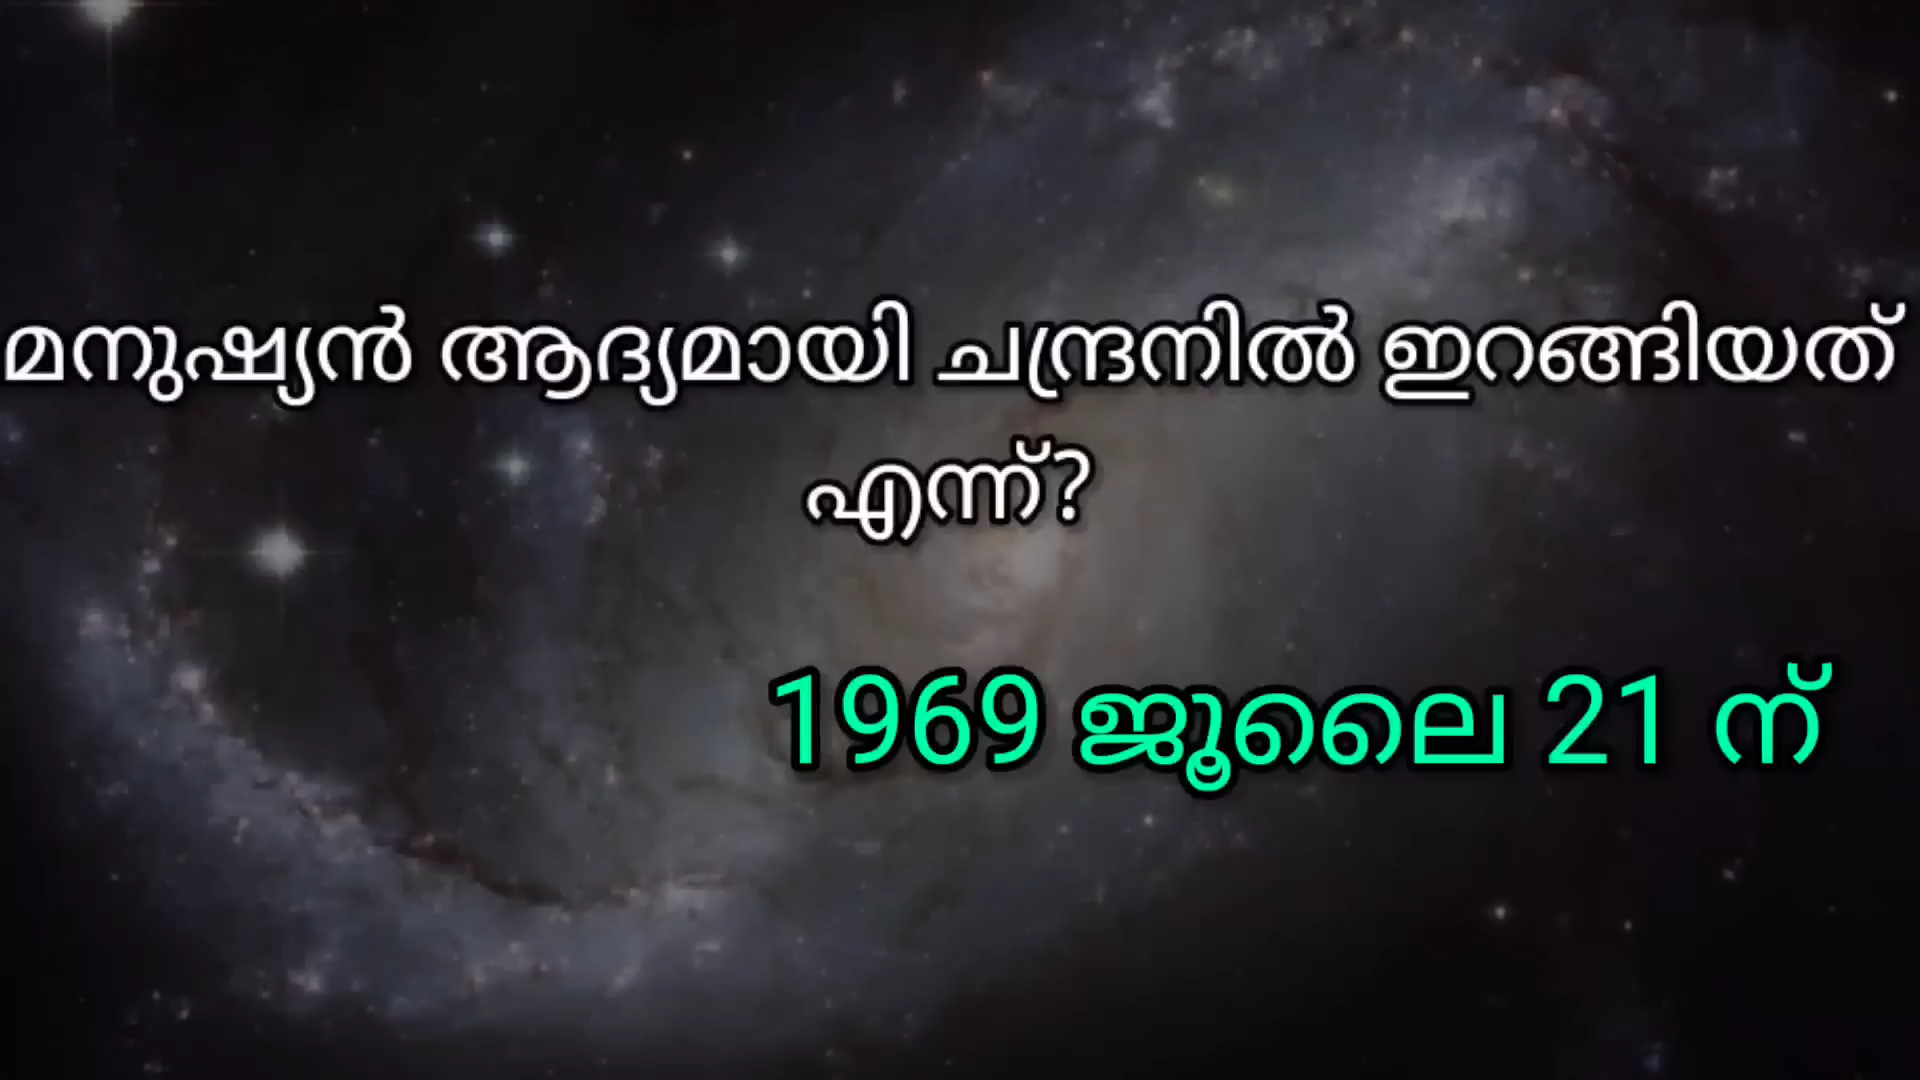 മനുഷ്യൻ ആദ്യമായി ചന്ദ്രനിൽ ഇറങ്ങിയത്
എന്ന്?
1969 ജൂലൈ 21 ന്